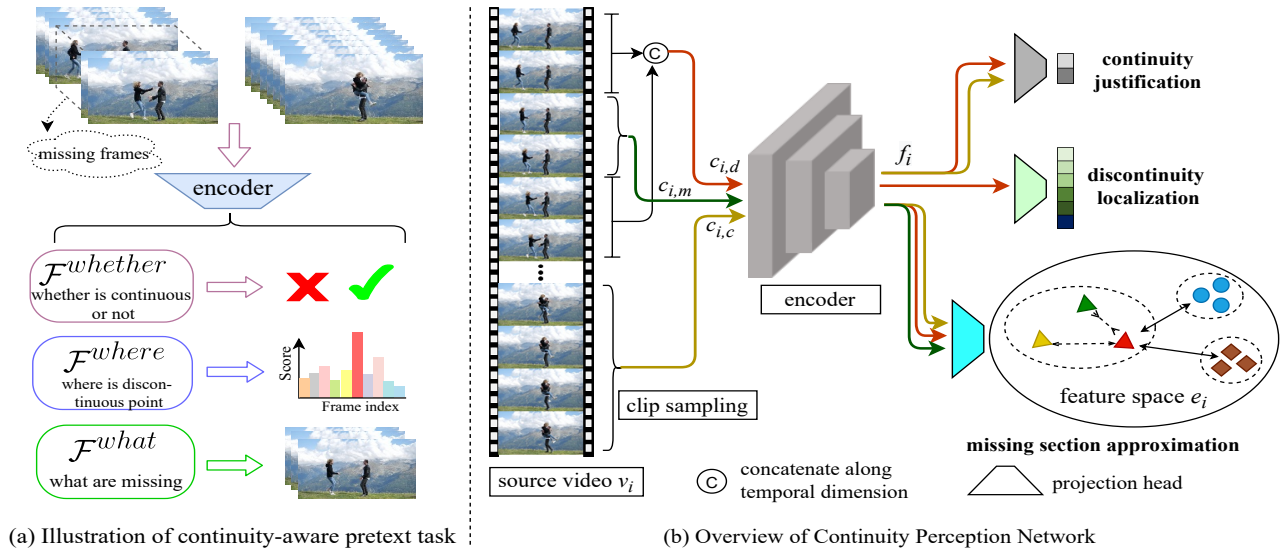 missing frames
encoder
𝓕^{whether}
whether is continuous
or not
𝓕^{where}
where is discon-
tinuous point
Score
Frame index
𝓕^{what}
what are missing
(a) Illustration of continuity-aware pretext task
C
c_{i,d}
c_{i,m}
c_{i,c}
clip sampling
source video v_i
encoder
f_i
continuity
justification
discontinuity
localization
feature space e_i
missing section approximation
C
concatenate along
temporal dimension
projection head
(b) Overview of Continuity Perception Network